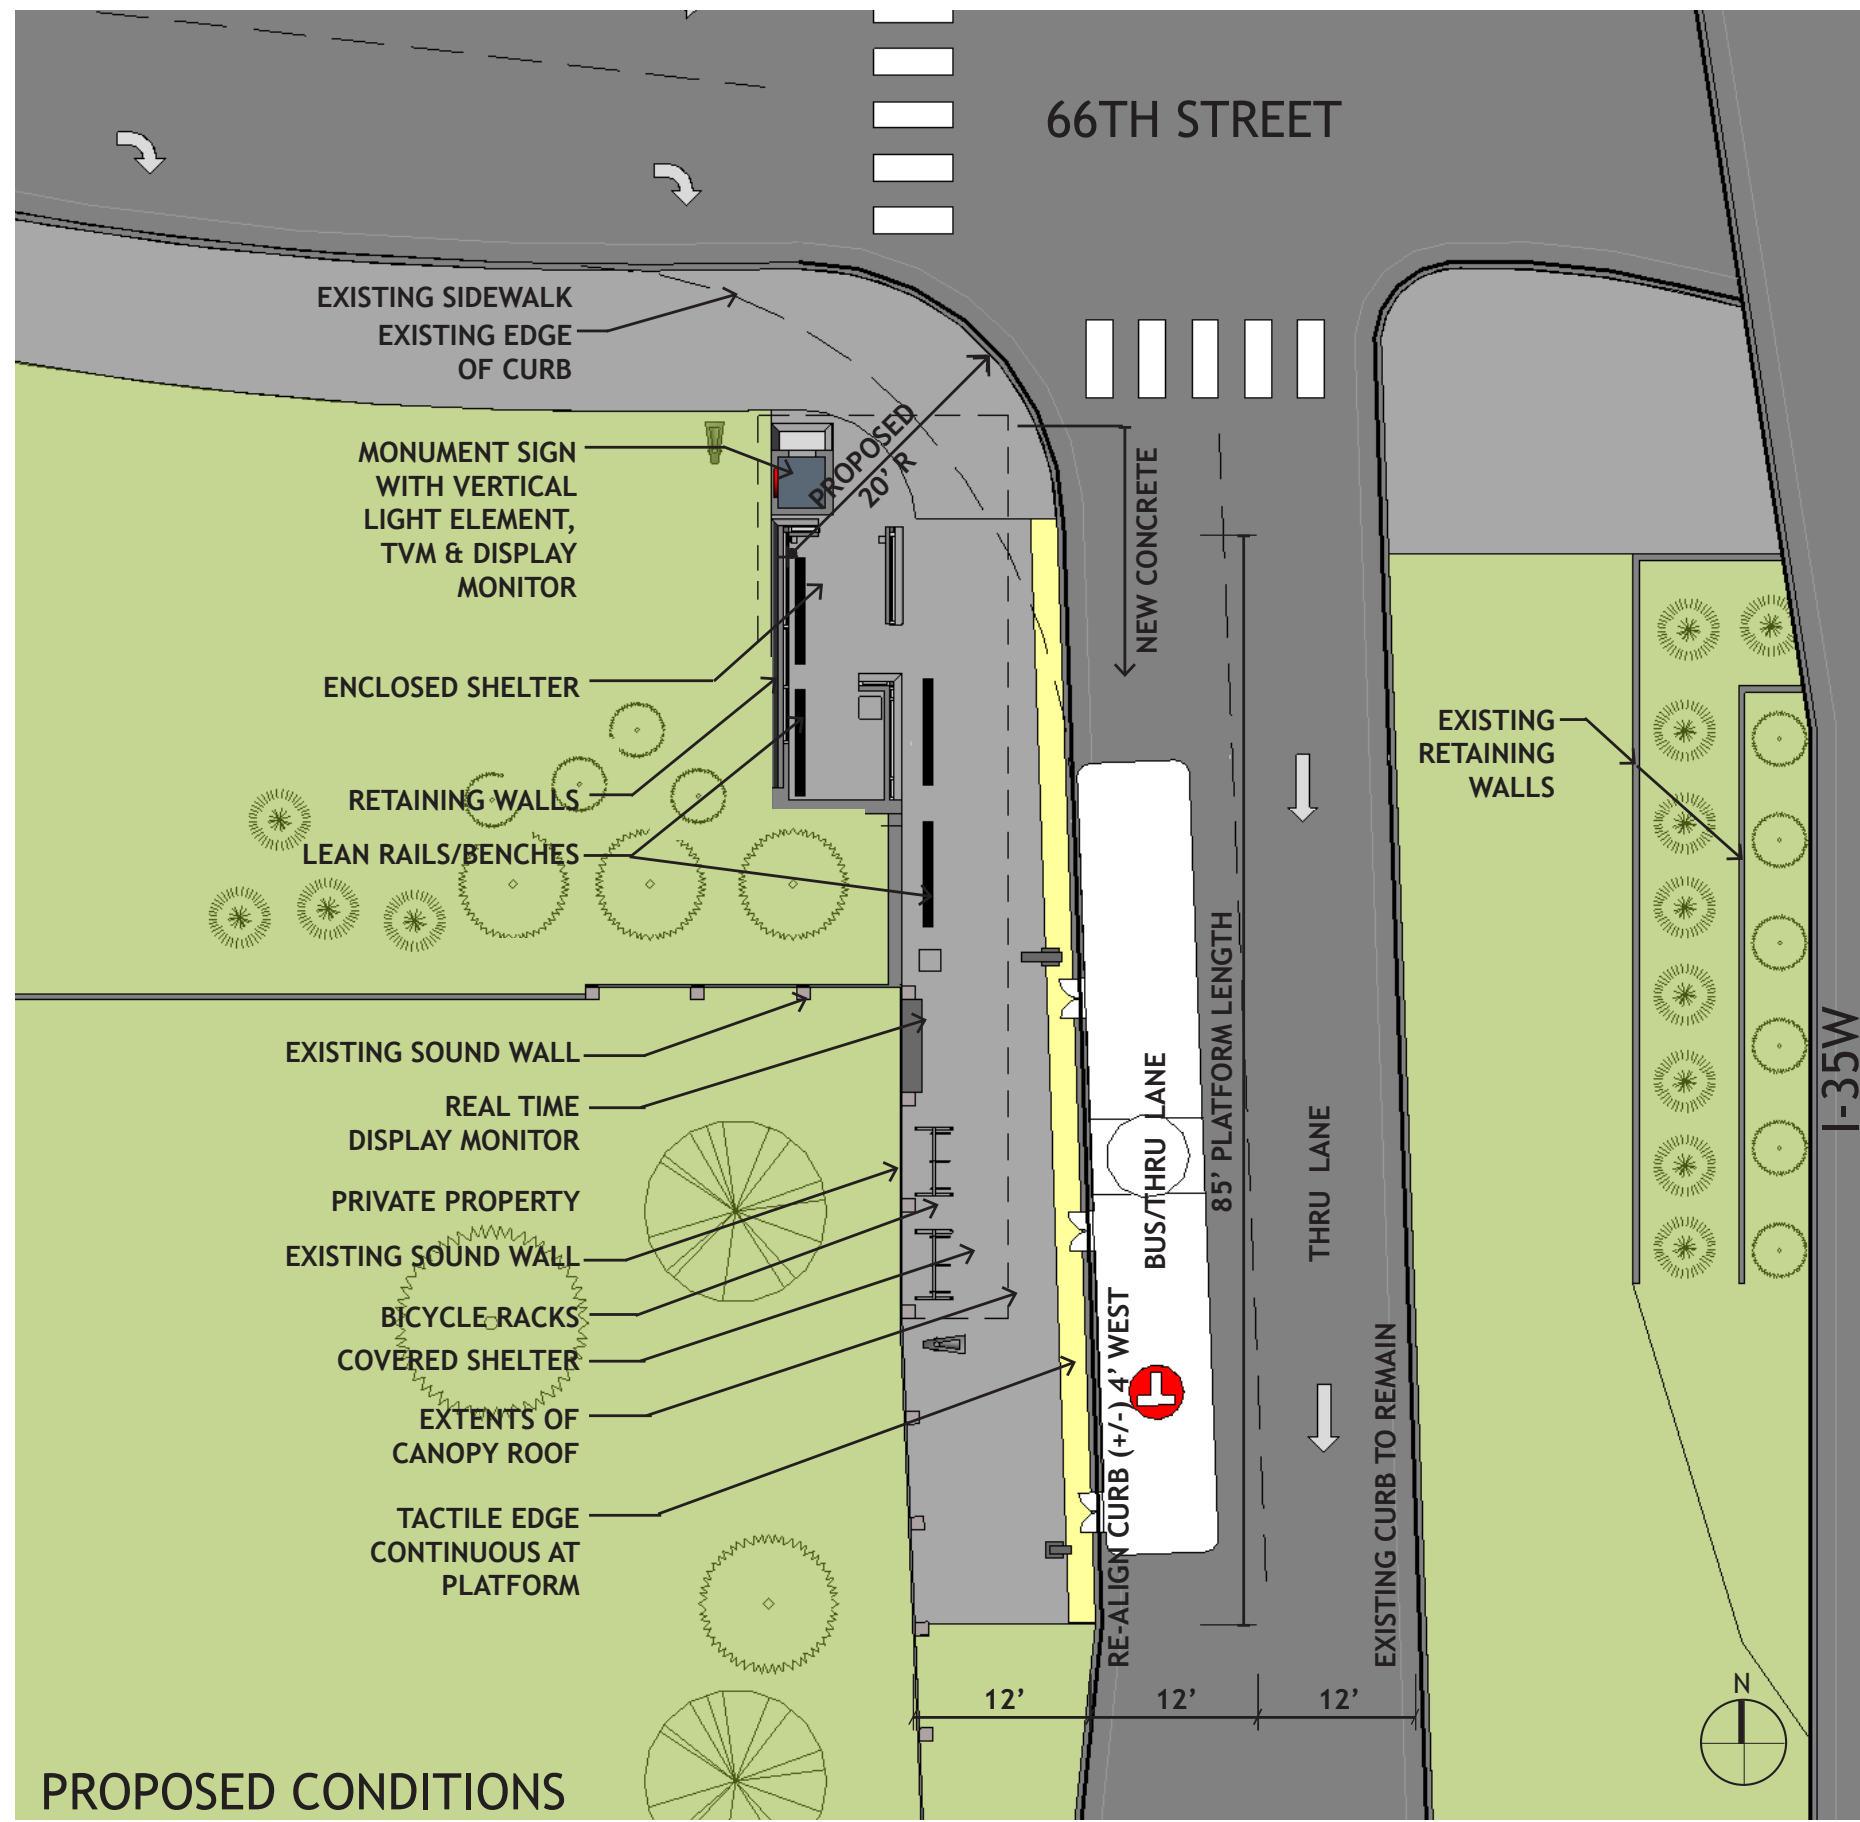 66TH STREET
EXISTING SIDEWALK
EXISTING EDGE
OF CURB
MONUMENT SIGN
WITH VERTICAL
LIGHT ELEMENT,
TVM & DISPLAY
MONITOR
PROPOSED
20' R
NEW CONCRETE
ENCLOSED SHELTER
RETAINING WALLS
LEAN RAILS/BENCHES
EXISTING
RETAINING
WALLS
EXISTING SOUND WALL
REAL TIME
DISPLAY MONITOR
PRIVATE PROPERTY
EXISTING SOUND WALL
BICYCLE RACKS
COVERED SHELTER
EXTENTS OF
CANOPY ROOF
TACTILE EDGE
CONTINUOUS AT
PLATFORM
RE-ALIGN CURB (+/-) 4' WEST
BUS/THRU LANE
T
85' PLATFORM LENGTH
THRU LANE
EXISTING CURB TO REMAIN
I-35W
12'
12'
12'
N
PROPOSED CONDITIONS